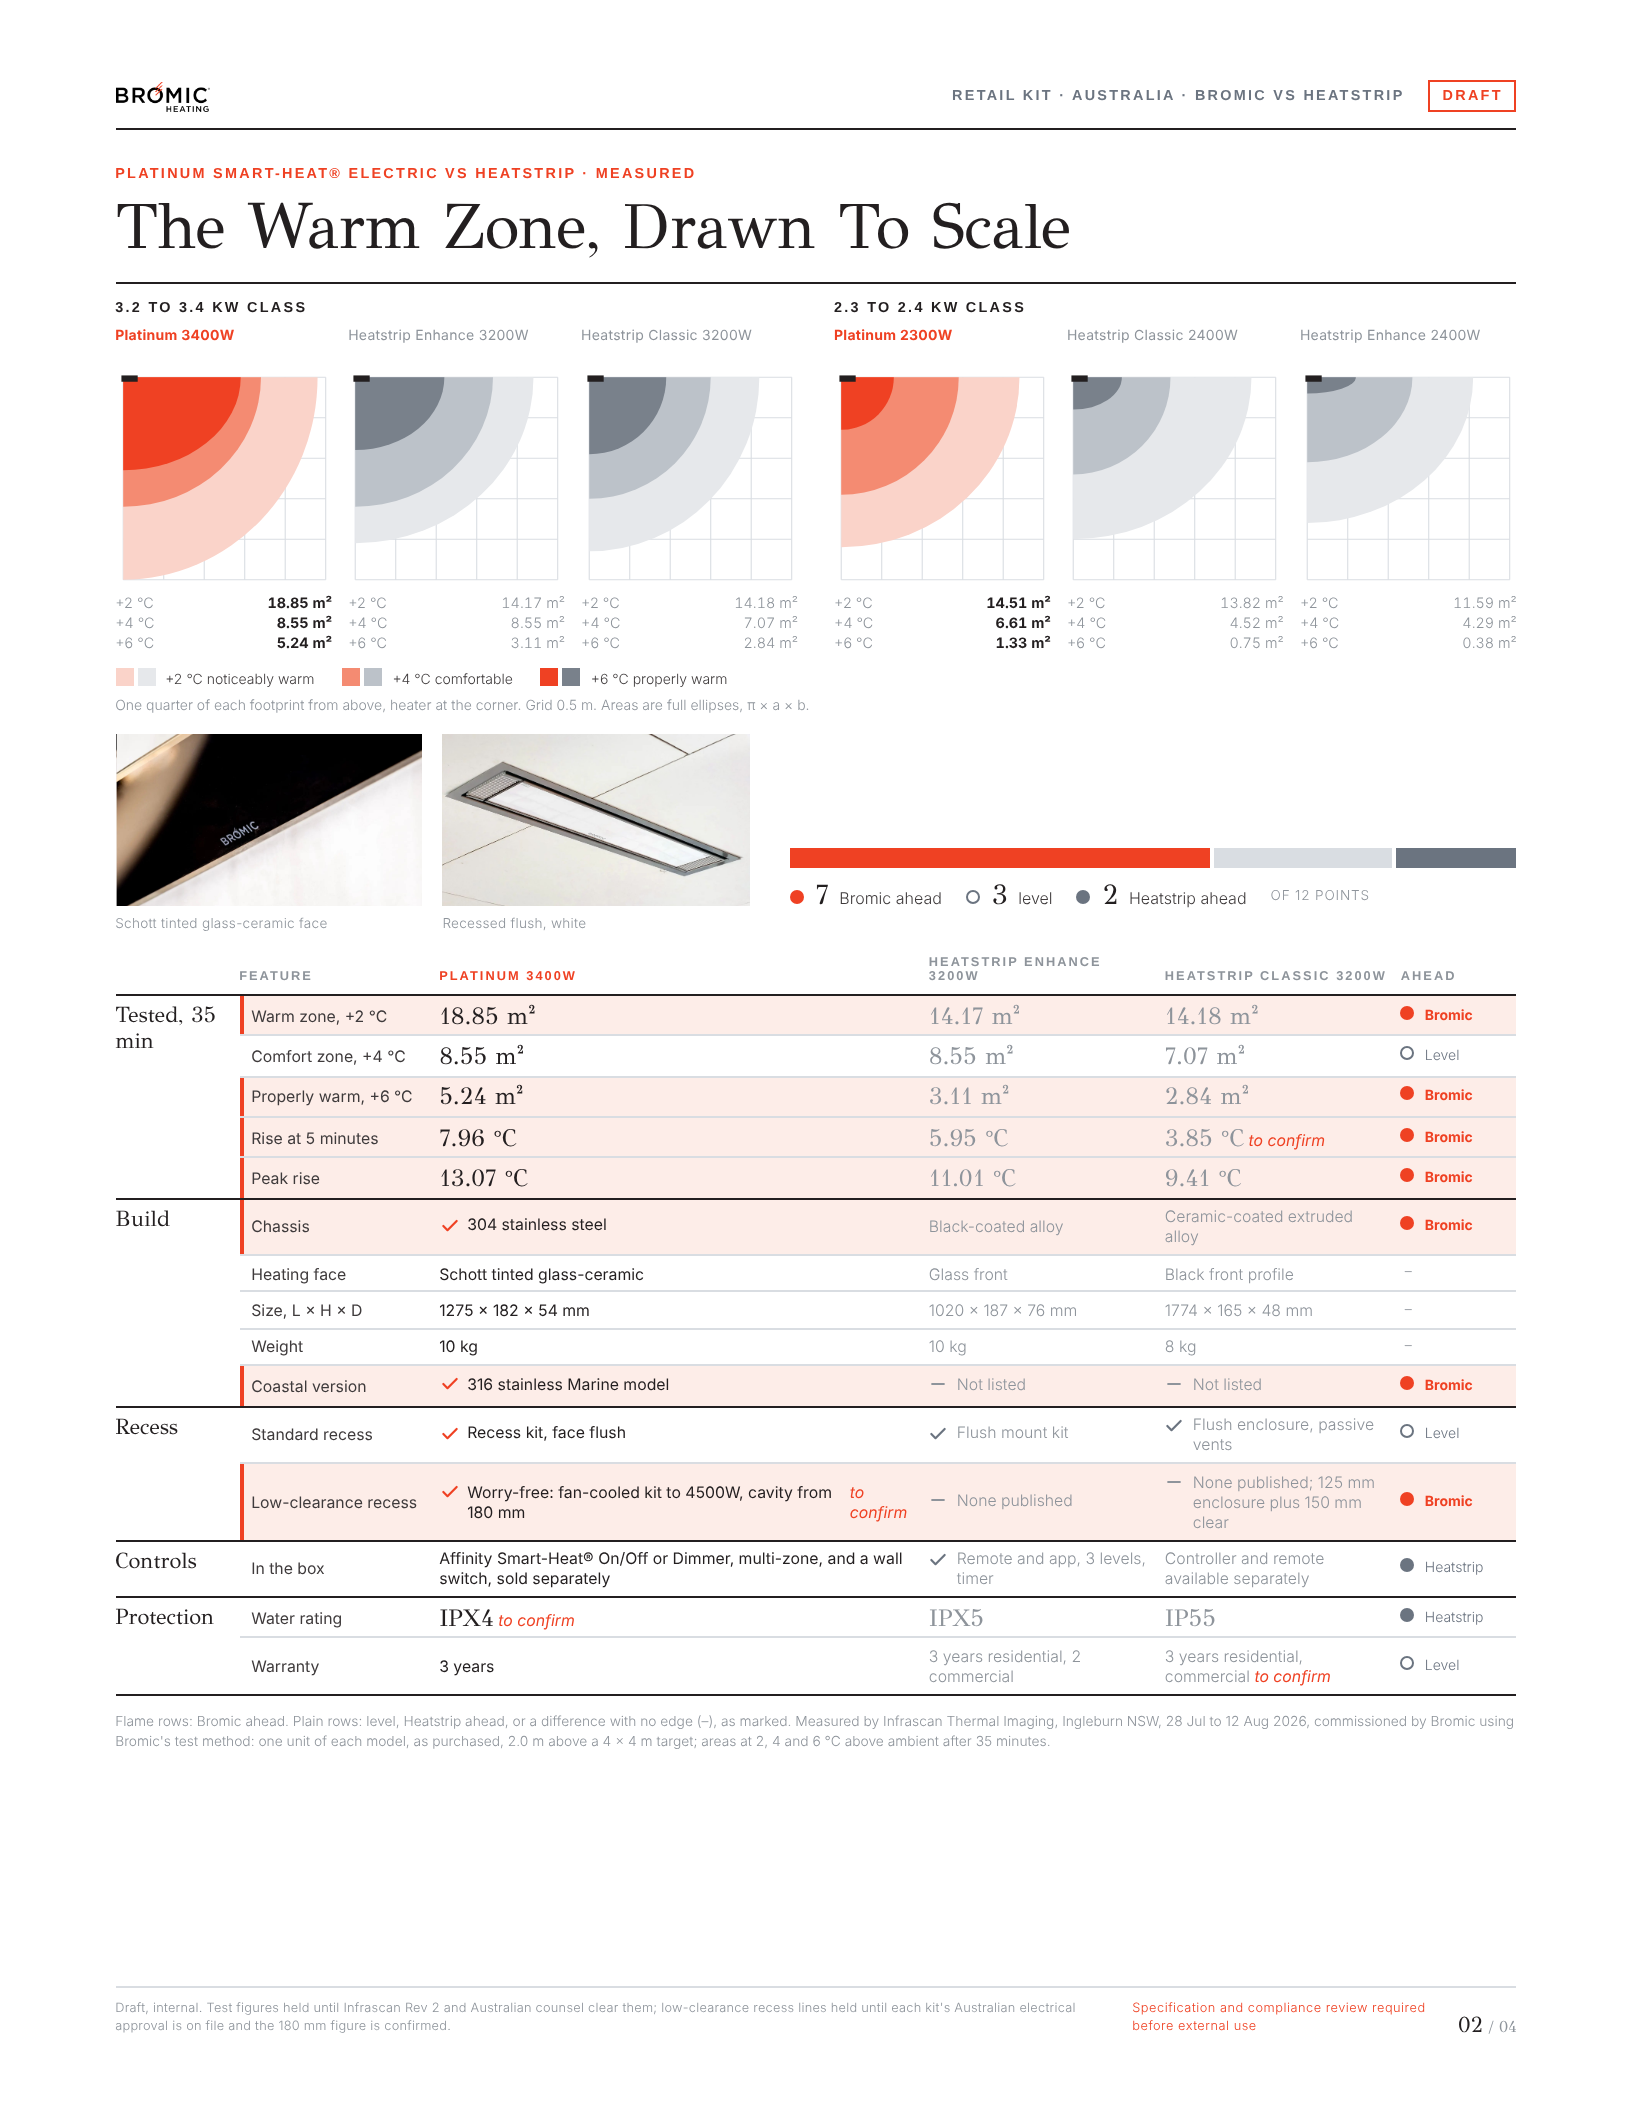 BROMIC
HEATING
RETAIL KIT · AUSTRALIA · BROMIC VS HEATSTRIP
DRAFT
PLATINUM SMART-HEAT® ELECTRIC VS HEATSTRIP · MEASURED
The Warm Zone, Drawn To Scale
3.2 TO 3.4 KW CLASS
2.3 TO 2.4 KW CLASS
Platinum 3400W Heatstrip Enhance 3200W Heatstrip Classic 3200W Platinum 2300W Heatstrip Classic 2400W Heatstrip Enhance 2400W
+2 °C 18.85 m² +2 °C 14.17 m² +2 °C 14.18 m² +2 °C 14.51 m² +2 °C 13.82 m² +2 °C 11.59 m²
+4 °C 8.55 m² +4 °C 8.55 m² +4 °C 7.07 m² +4 °C 6.61 m² +4 °C 4.52 m² +4 °C 4.29 m²
+6 °C 5.24 m² +6 °C 3.11 m² +6 °C 2.84 m² +6 °C 1.33 m² +6 °C 0.75 m² +6 °C 0.38 m²
+2 °C noticeably warm +4 °C comfortable +6 °C properly warm
One quarter of each footprint from above, heater at the corner. Grid 0.5 m. Areas are full ellipses, π × a × b.
BROMIC
7 Bromic ahead 3 level 2 Heatstrip ahead OF 12 POINTS
Schott tinted glass-ceramic face
Recessed flush, white
FEATURE PLATINUM 3400W HEATSTRIP ENHANCE
3200W HEATSTRIP CLASSIC 3200W AHEAD
Tested, 35
min
Warm zone, +2 °C 18.85 m² 14.17 m² 14.18 m² Bromic
Comfort zone, +4 °C 8.55 m² 8.55 m² 7.07 m² Level
Properly warm, +6 °C 5.24 m² 3.11 m² 2.84 m² Bromic
Rise at 5 minutes 7.96 °C 5.95 °C 3.85 °C to confirm Bromic
Peak rise 13.07 °C 11.01 °C 9.41 °C Bromic
Build
Chassis ✓ 304 stainless steel Black-coated alloy Ceramic-coated extruded
alloy Bromic
Heating face Schott tinted glass-ceramic Glass front Black front profile –
Size, L × H × D 1275 × 182 × 54 mm 1020 × 187 × 76 mm 1774 × 165 × 48 mm –
Weight 10 kg 10 kg 8 kg –
Coastal version ✓ 316 stainless Marine model — Not listed — Not listed Bromic
Recess
Standard recess ✓ Recess kit, face flush ✓ Flush mount kit ✓ Flush enclosure, passive
vents Level
Low-clearance recess ✓ Worry-free: fan-cooled kit to 4500W, cavity from
180 mm to
confirm — None published — None published; 125 mm
enclosure plus 150 mm
clear Bromic
Controls
In the box Affinity Smart-Heat® On/Off or Dimmer, multi-zone, and a wall
switch, sold separately ✓ Remote and app, 3 levels,
timer Controller and remote
available separately Heatstrip
Protection
Water rating IPX4 to confirm IPX5 IP55 Heatstrip
Warranty 3 years 3 years residential, 2
commercial 3 years residential,
commercial to confirm Level
Flame rows: Bromic ahead. Plain rows: level, Heatstrip ahead, or a difference with no edge (–), as marked. Measured by Infrascan Thermal Imaging, Ingleburn NSW, 28 Jul to 12 Aug 2026, commissioned by Bromic using
Bromic's test method: one unit of each model, as purchased, 2.0 m above a 4 × 4 m target; areas at 2, 4 and 6 °C above ambient after 35 minutes.
Draft, internal. Test figures held until Infrascan Rev 2 and Australian counsel clear them; low-clearance recess lines held until each kit's Australian electrical
approval is on file and the 180 mm figure is confirmed.
Specification and compliance review required
before external use
02 / 04